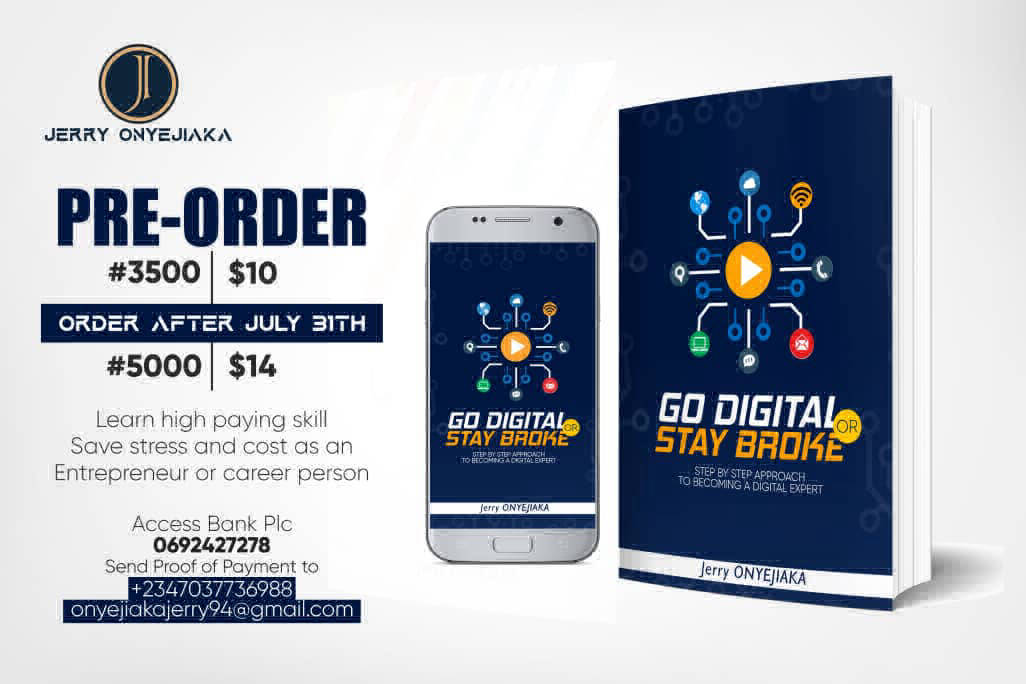 JI
JERRY ONYEJIAKA
PRE-ORDER
#3500 | $10
ORDER AFTER JULY 31TH
#5000 | $14
Learn high paying skill
Save stress and cost as an
Entrepreneur or career person
Access Bank Plc
0692427278
Send Proof of Payment to
+2347037736988
onyejiakajerry94@gmail.com
GO DIGITAL
OR
STAY BROKE
STEP BY STEP APPROACH
TO BECOMING A DIGITAL EXPERT
Jerry ONYEJIAKA
GO DIGITAL
OR
STAY BROKE
STEP BY STEP APPROACH
TO BECOMING A DIGITAL EXPERT
Jerry ONYEJIAKA